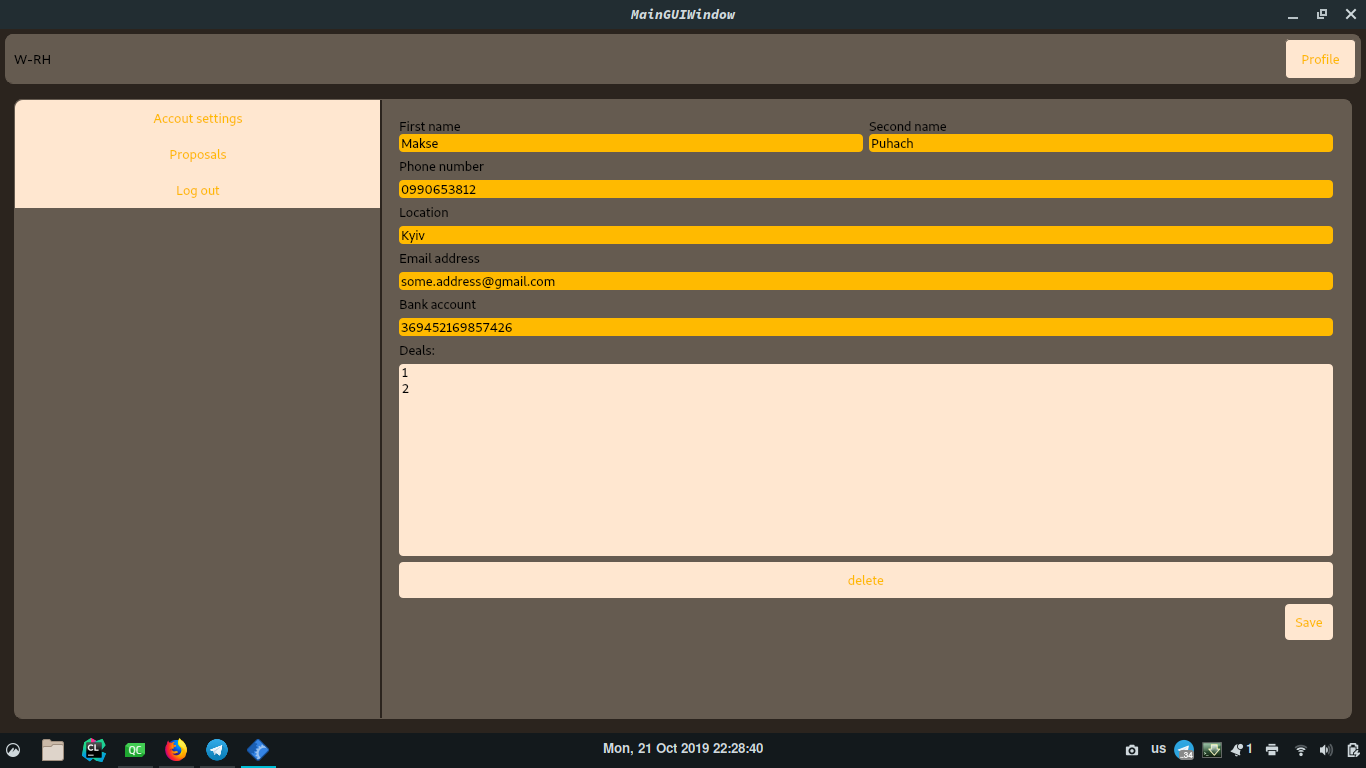 MainGUIWindow
W-RH
Profile
Accout settings
Proposals
Log out
First name
Second name
Makse
Puhach
Phone number
0990653812
Location
Kyiv
Email address
some.address@gmail.com
Bank account
369452169857426
Deals:
1
2
delete
Save
CL
QC
Mon, 21 Oct 2019 22:28:40
us
34
1